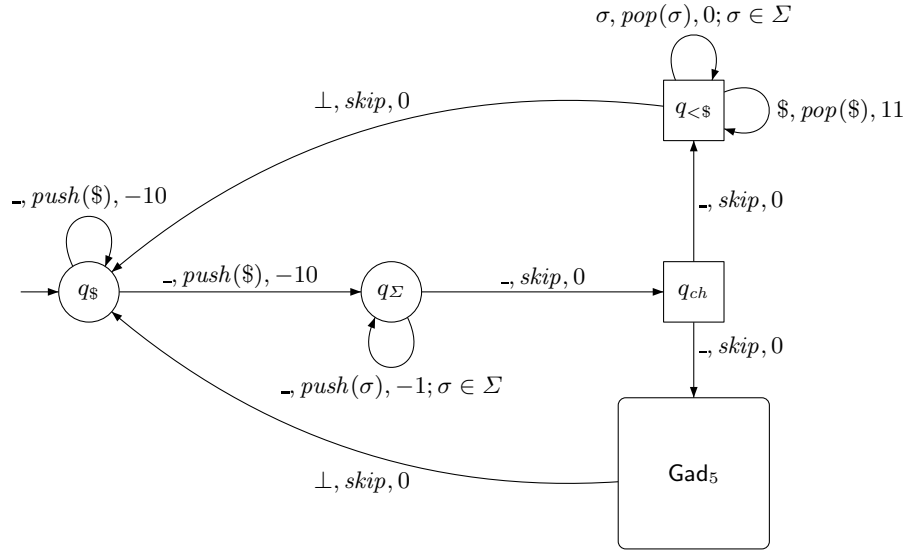 σ, pop(σ), 0; σ ∈ Σ
⊥, skip, 0
q<$
$, pop($), 11
_, push($), −10
_, skip, 0
q$
_, push($), −10
qΣ
_, skip, 0
qch
_, push(σ), −1; σ ∈ Σ
_, skip, 0
⊥, skip, 0
Gad5